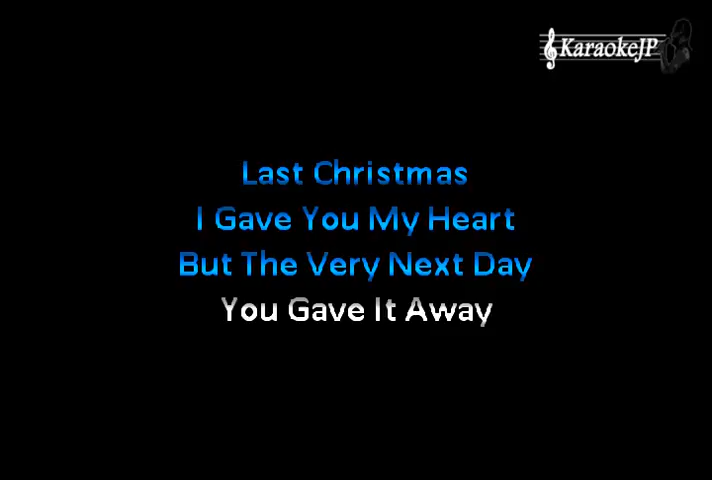 KaraokeJP
Last Christmas
I Gave You My Heart
But The Very Next Day
You Gave It Away